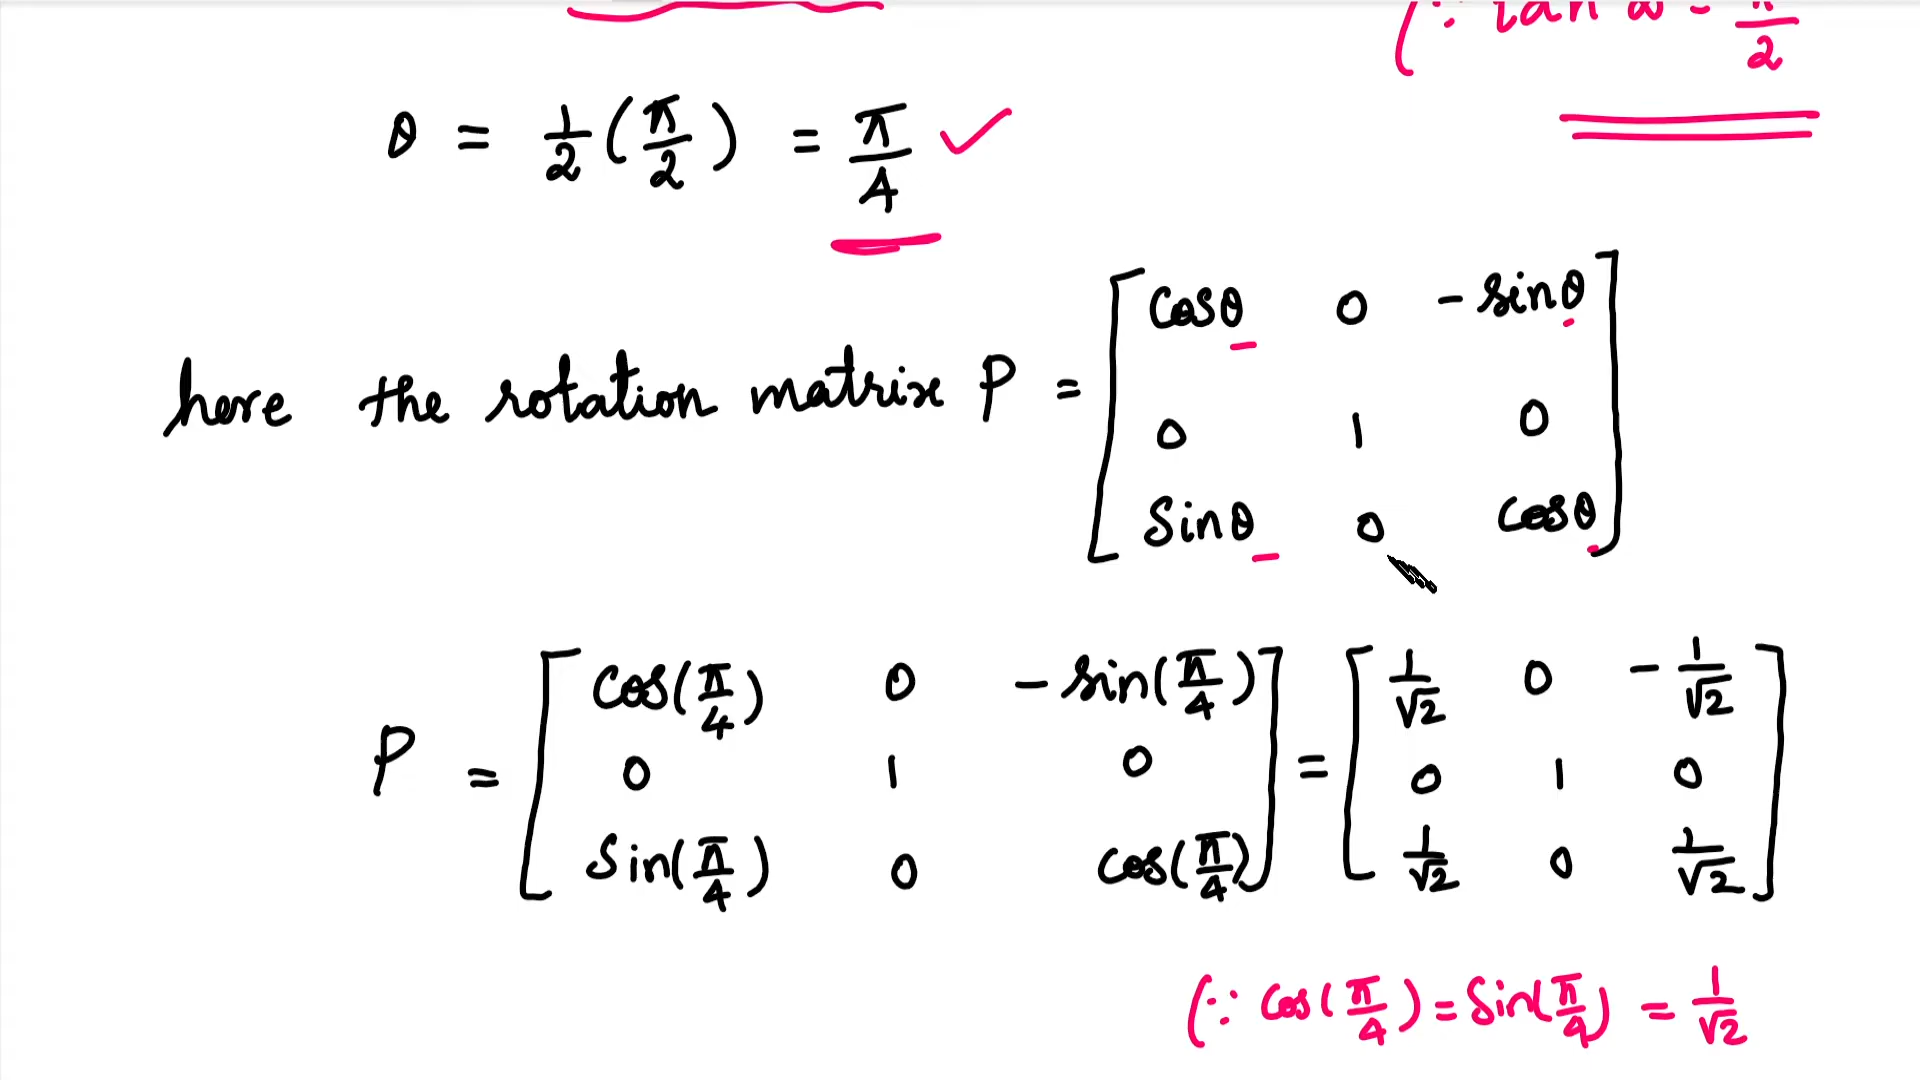 (∵ tan ∞ = π/2
θ = 1/2 (π/2) = π/4 ✓
here the rotation matrix P = [cosθ 0 -sinθ
0 1 0
sinθ 0 cosθ]
P = [cos(π/4) 0 -sin(π/4)
0 1 0
sin(π/4) 0 cos(π/4)] = [1/√2 0 -1/√2
0 1 0
1/√2 0 1/√2]
(∵ cos(π/4) = sin(π/4) = 1/√2